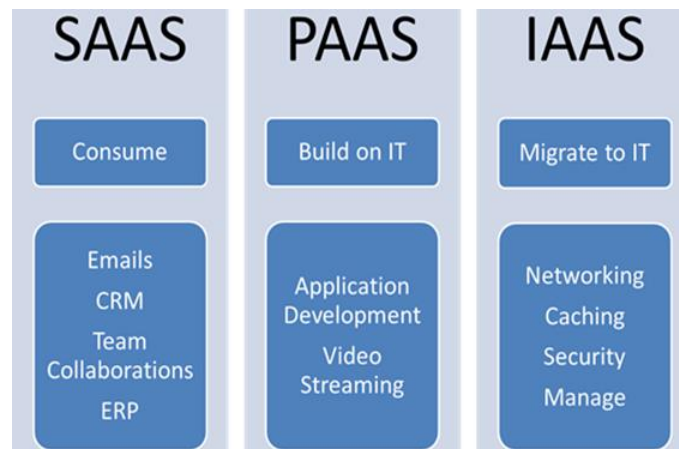 SAAS
Consume
Emails
CRM
Team
Collaborations
ERP
PAAS
Build on IT
Application
Development
Video
Streaming
IAAS
Migrate to IT
Networking
Caching
Security
Manage